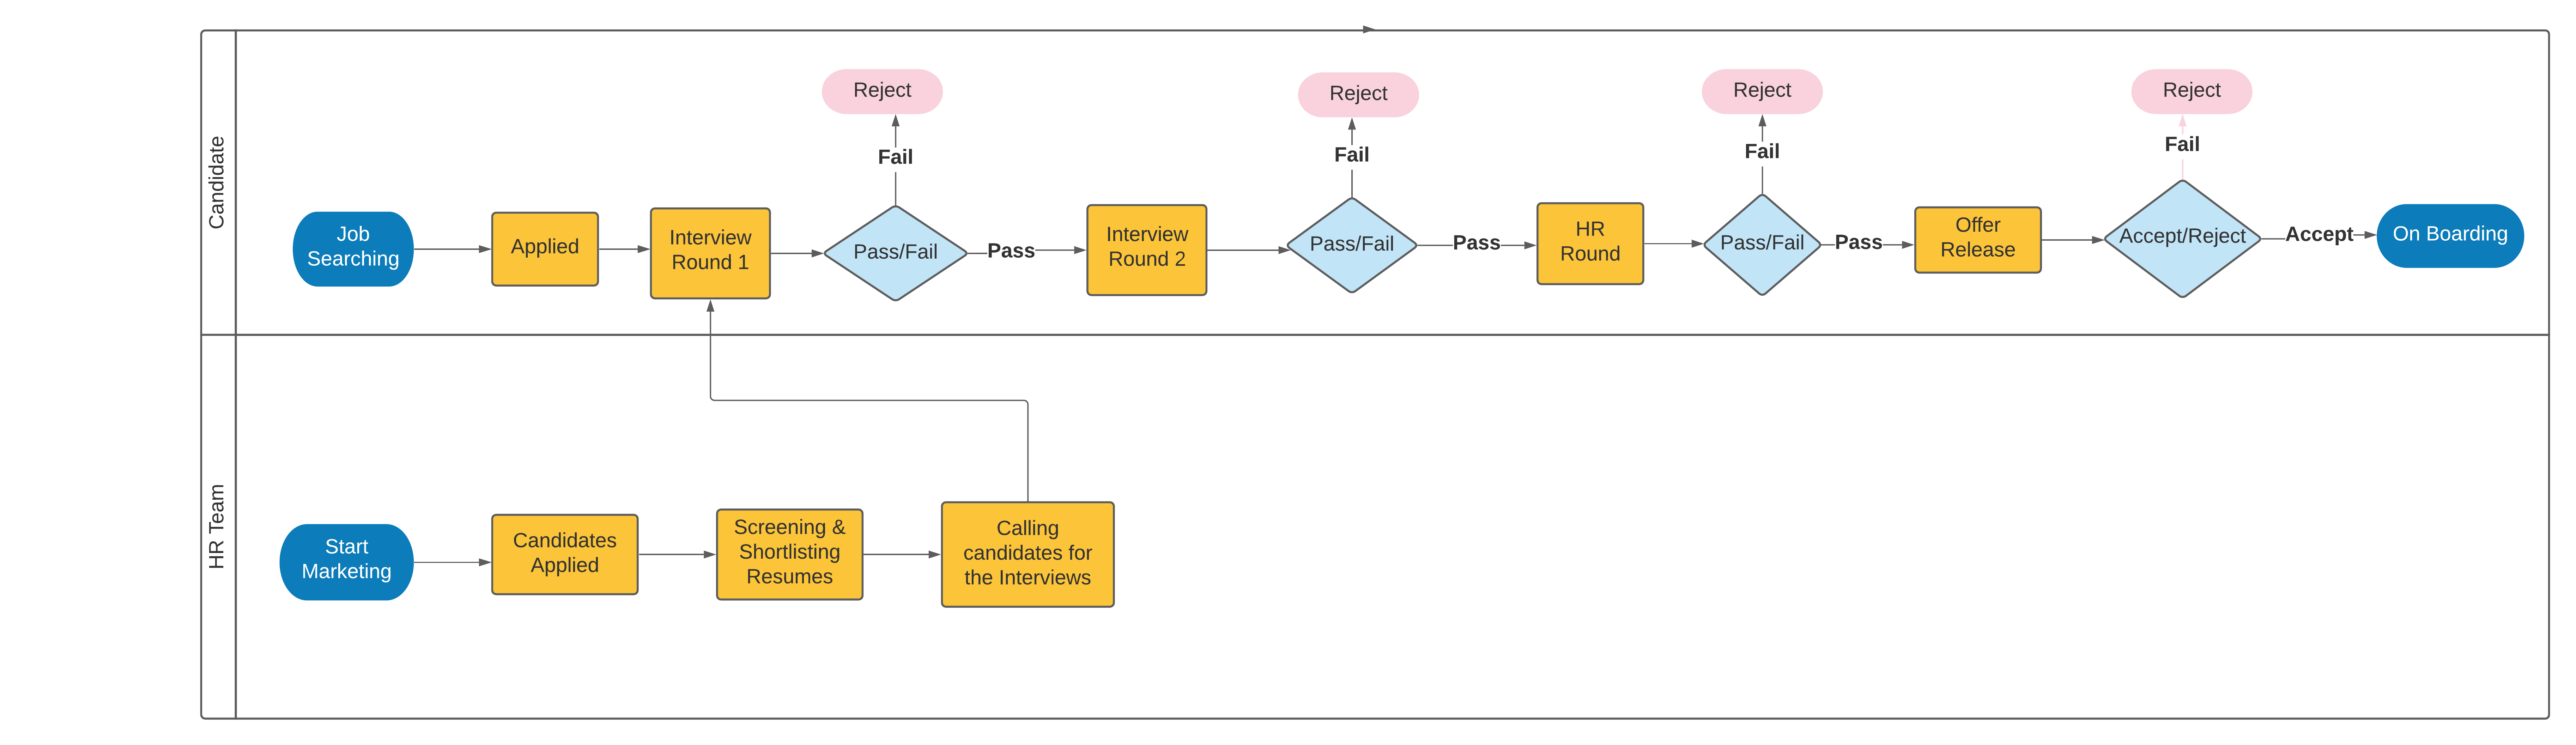 Candidate
Reject
Reject
Reject
Reject
Fail
Fail
Fail
Fail
Job
Searching
Applied
Interview
Round 1
Pass/Fail
Pass
Interview
Round 2
Pass/Fail
Pass
HR
Round
Pass/Fail
Pass
Offer
Release
Accept/Reject
Accept
On Boarding
HR Team
Start
Marketing
Candidates
Applied
Screening &
Shortlisting
Resumes
Calling
candidates for
the Interviews